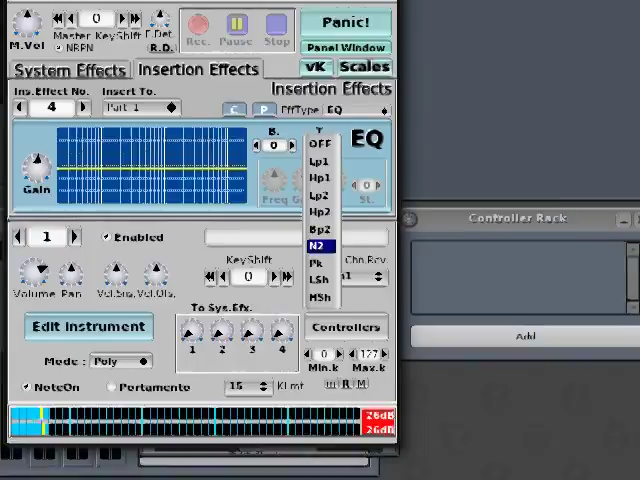 0
Master KeyShift
F.Det.
M.Vol
NRPN
R.D.
Rec.
Pause
Stop
Panic!
Panel Window
vK
Scales
System Effects
Insertion Effects
Insertion Effects
Ins.Effect No.
Insert To.
4
Part 1
C
P
EffType
EQ
B.
T
EQ
0
Gain
Freq
0
St.
OFF
Lp1
Hp1
Lp2
Hp2
Bp2
N2
Pk
LSh
HSh
Controller Rack
Add
1
Enabled
KeyShift
0
Chn.Rcv.
Volume
Pan
Vel.Sns.
Vel.Ofs.
To Sys.Efx.
1
2
3
4
Edit Instrument
Controllers
0
127
Min.k
Max.k
Mode :
Poly
NoteOn
Portamento
15
m
R
M
26dB
26dB